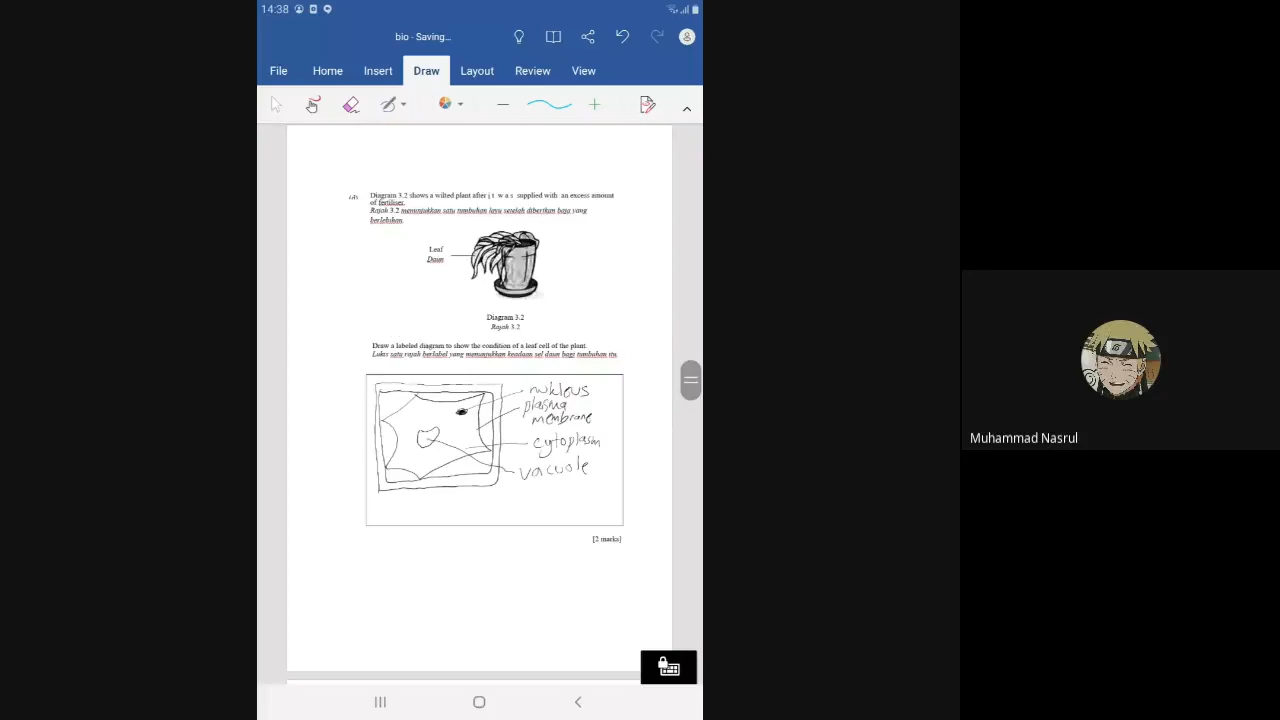 14:38
bio - Saving...
File Home Insert Draw Layout Review View
(d) Diagram 3.2 shows a wilted plant after i t w a s supplied with an excess amount
of fertiliser.
Rajah 3.2 menunjukkan satu tumbuhan layu setelah diberikan baja yang
berlebihan.
Leaf
Daun
Diagram 3.2
Rajah 3.2
Draw a labeled diagram to show the condition of a leaf cell of the plant.
Lukis satu rajah berlabel yang menunjukkan keadaan sel daun bagi tumbuhan itu.
nuklous
plasma
membrane
cytoplasm
vacuole
[2 marks]
Muhammad Nasrul